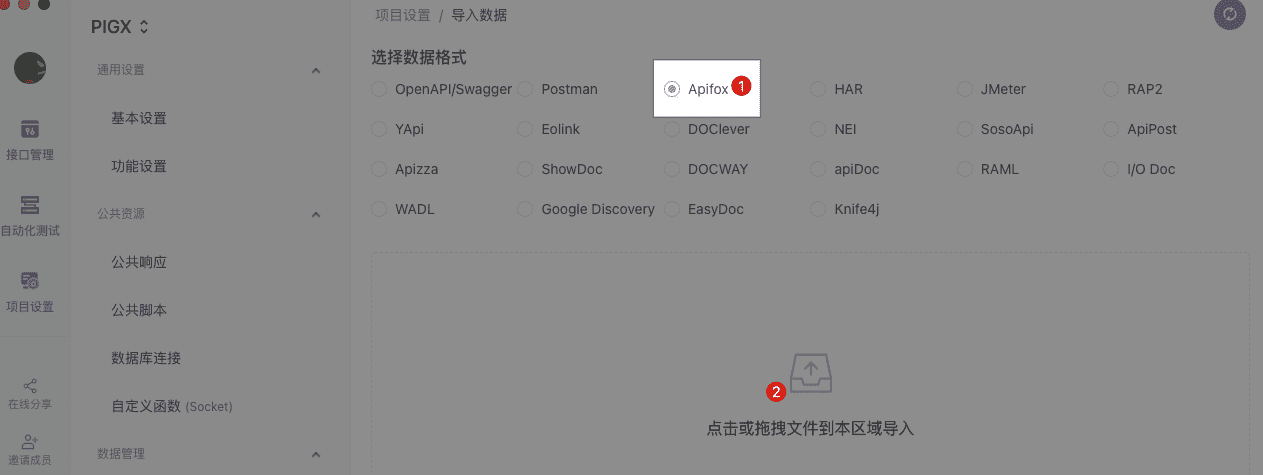 PIGX
通用设置
基本设置
功能设置
公共资源
公共响应
公共脚本
数据库连接
自定义函数 (Socket)
数据管理
接口管理
自动化测试
项目设置
在线分享
邀请成员
项目设置 / 导入数据
选择数据格式
OpenAPI/Swagger Postman Apifox 1 HAR JMeter RAP2
YApi Eolink DOClever NEI SosoApi ApiPost
Apizza ShowDoc DOCWAY apiDoc RAML I/O Doc
WADL Google Discovery EasyDoc Knife4j
2
点击或拖拽文件到本区域导入